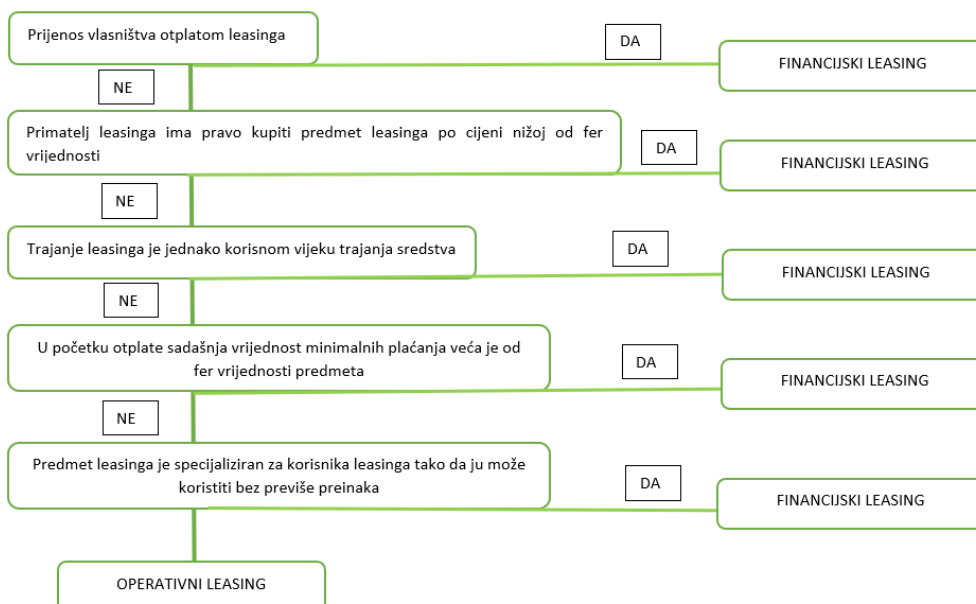 Prijenos vlasništva otplatom leasinga
DA
FINANCIJSKI LEASING
NE
Primatelj leasinga ima pravo kupiti predmet leasinga po cijeni nižoj od fer
vrijednosti
DA
FINANCIJSKI LEASING
NE
Trajanje leasinga je jednako korisnom vijeku trajanja sredstva
DA
FINANCIJSKI LEASING
NE
U početku otplate sadašnja vrijednost minimalnih plaćanja veća je od
fer vrijednosti predmeta
DA
FINANCIJSKI LEASING
NE
Predmet leasinga je specijaliziran za korisnika leasinga tako da ju može
koristiti bez previše preinaka
DA
FINANCIJSKI LEASING
OPERATIVNI LEASING